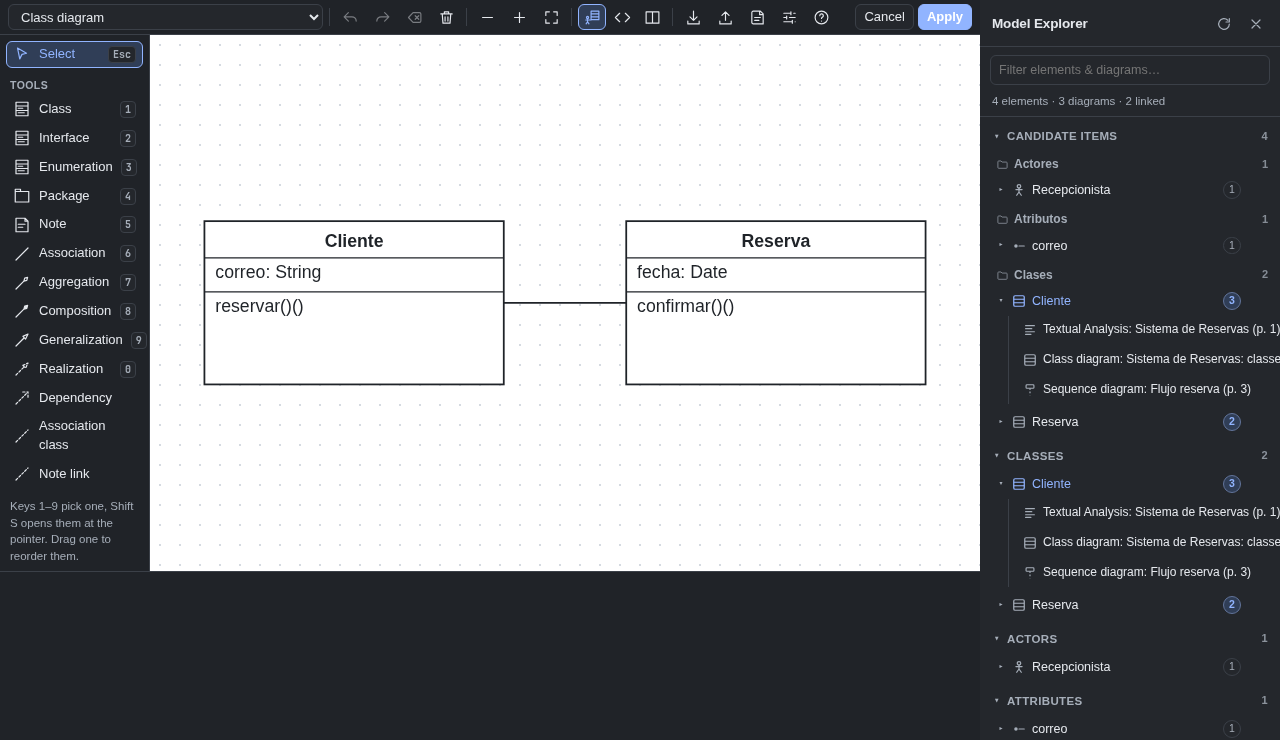 Class diagram
Cancel
Apply
Select
Esc
TOOLS
Class 1
Interface 2
Enumeration 3
Package 4
Note 5
Association 6
Aggregation 7
Composition 8
Generalization 9
Realization 0
Dependency
Association
class
Note link
Keys 1–9 pick one, Shift
S opens them at the
pointer. Drag one to
reorder them.
Cliente
correo: String
reservar()()
Reserva
fecha: Date
confirmar()()
Model Explorer
Filter elements & diagrams…
4 elements · 3 diagrams · 2 linked
CANDIDATE ITEMS 4
Actores 1
Recepcionista 1
Atributos 1
correo 1
Clases 2
Cliente 3
Textual Analysis: Sistema de Reservas (p. 1)
Class diagram: Sistema de Reservas: classe
Sequence diagram: Flujo reserva (p. 3)
Reserva 2
CLASSES 2
Cliente 3
Textual Analysis: Sistema de Reservas (p. 1)
Class diagram: Sistema de Reservas: classe
Sequence diagram: Flujo reserva (p. 3)
Reserva 2
ACTORS 1
Recepcionista 1
ATTRIBUTES 1
correo 1